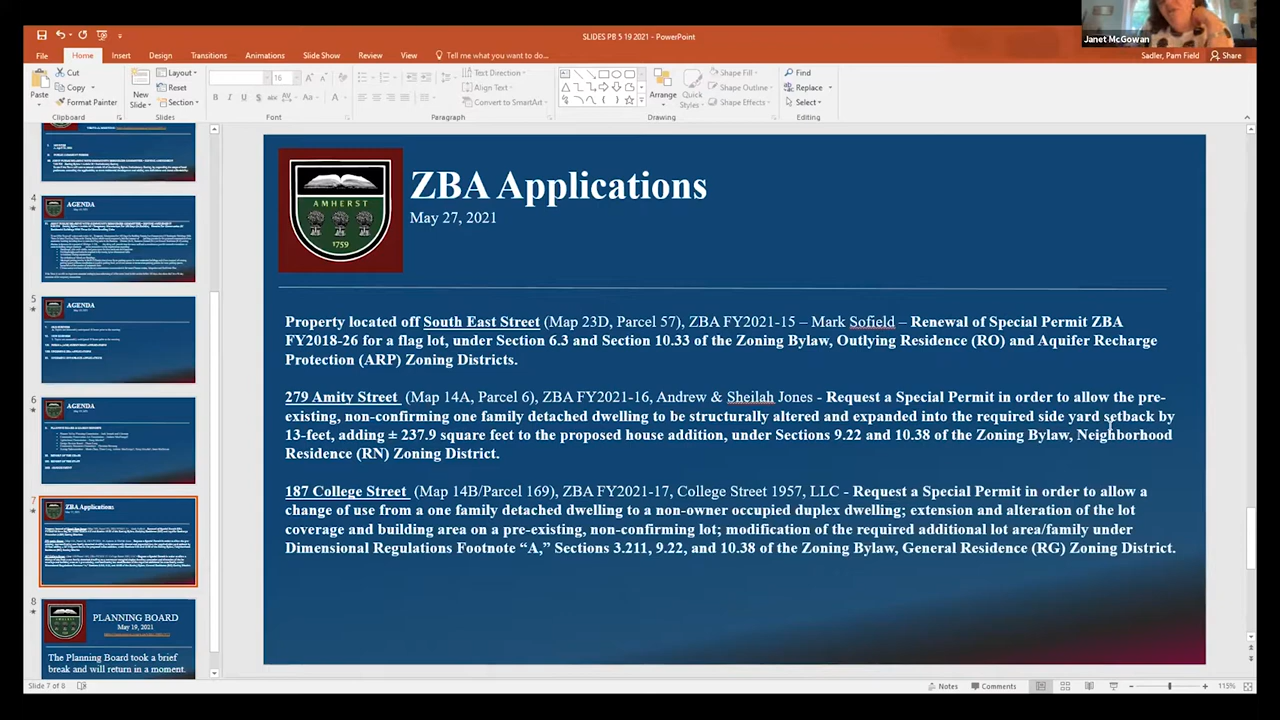 Janet McGowan
SLIDES PB 5 19 2021 - PowerPoint
Sadler, Pam Field
Share
File Home Insert Transitions Design Animations Slide Show Review View Tell me what you want to do...
Paste
Cut
Copy
Format Painter
Clipboard
New
Slide
Layout
Reset
Section
Slides
16
Font
Text Direction
Align Text
Convert to SmartArt
Paragraph
Arrange
Quick
Styles
Shape Fill
Shape Outline
Shape Effects
Drawing
Find
Replace
Select
Editing
4
AGENDA
5
AGENDA
6
AGENDA
7
ZBA Applications
8
PLANNING BOARD
May 19, 2021
The Planning Board took a brief
break and will return in a moment.
AMHERST
1759
ZBA Applications
May 27, 2021
Property located off South East Street (Map 23D, Parcel 57), ZBA FY2021-15 – Mark Sofield – Renewal of Special Permit ZBA
FY2018-26 for a flag lot, under Section 6.3 and Section 10.33 of the Zoning Bylaw, Outlying Residence (RO) and Aquifer Recharge
Protection (ARP) Zoning Districts.
279 Amity Street (Map 14A, Parcel 6), ZBA FY2021-16, Andrew & Sheilah Jones - Request a Special Permit in order to allow the pre-
existing, non-confirming one family detached dwelling to be structurally altered and expanded into the required side yard setback by
13-feet adding ± 237.9 square feet for the proposed house addition, under Sections 9.22 and 10.38 of the Zoning Bylaw, Neighborhood
Residence (RN) Zoning District.
187 College Street (Map 14B/Parcel 169), ZBA FY2021-17, College Street 1957, LLC - Request a Special Permit in order to allow a
change of use from a one family detached dwelling to a non-owner occupied duplex dwelling; extension and alteration of the lot
coverage and building area on an existing, non-confirming lot; modification of the required additional lot area/family under
Dimensional Regulations Footnote “A,” Sections 3.211, 9.22, and 10.38 of the Zoning Bylaw, General Residence (RG) Zoning District.
Slide 7 of 8
Notes
Comments
115%